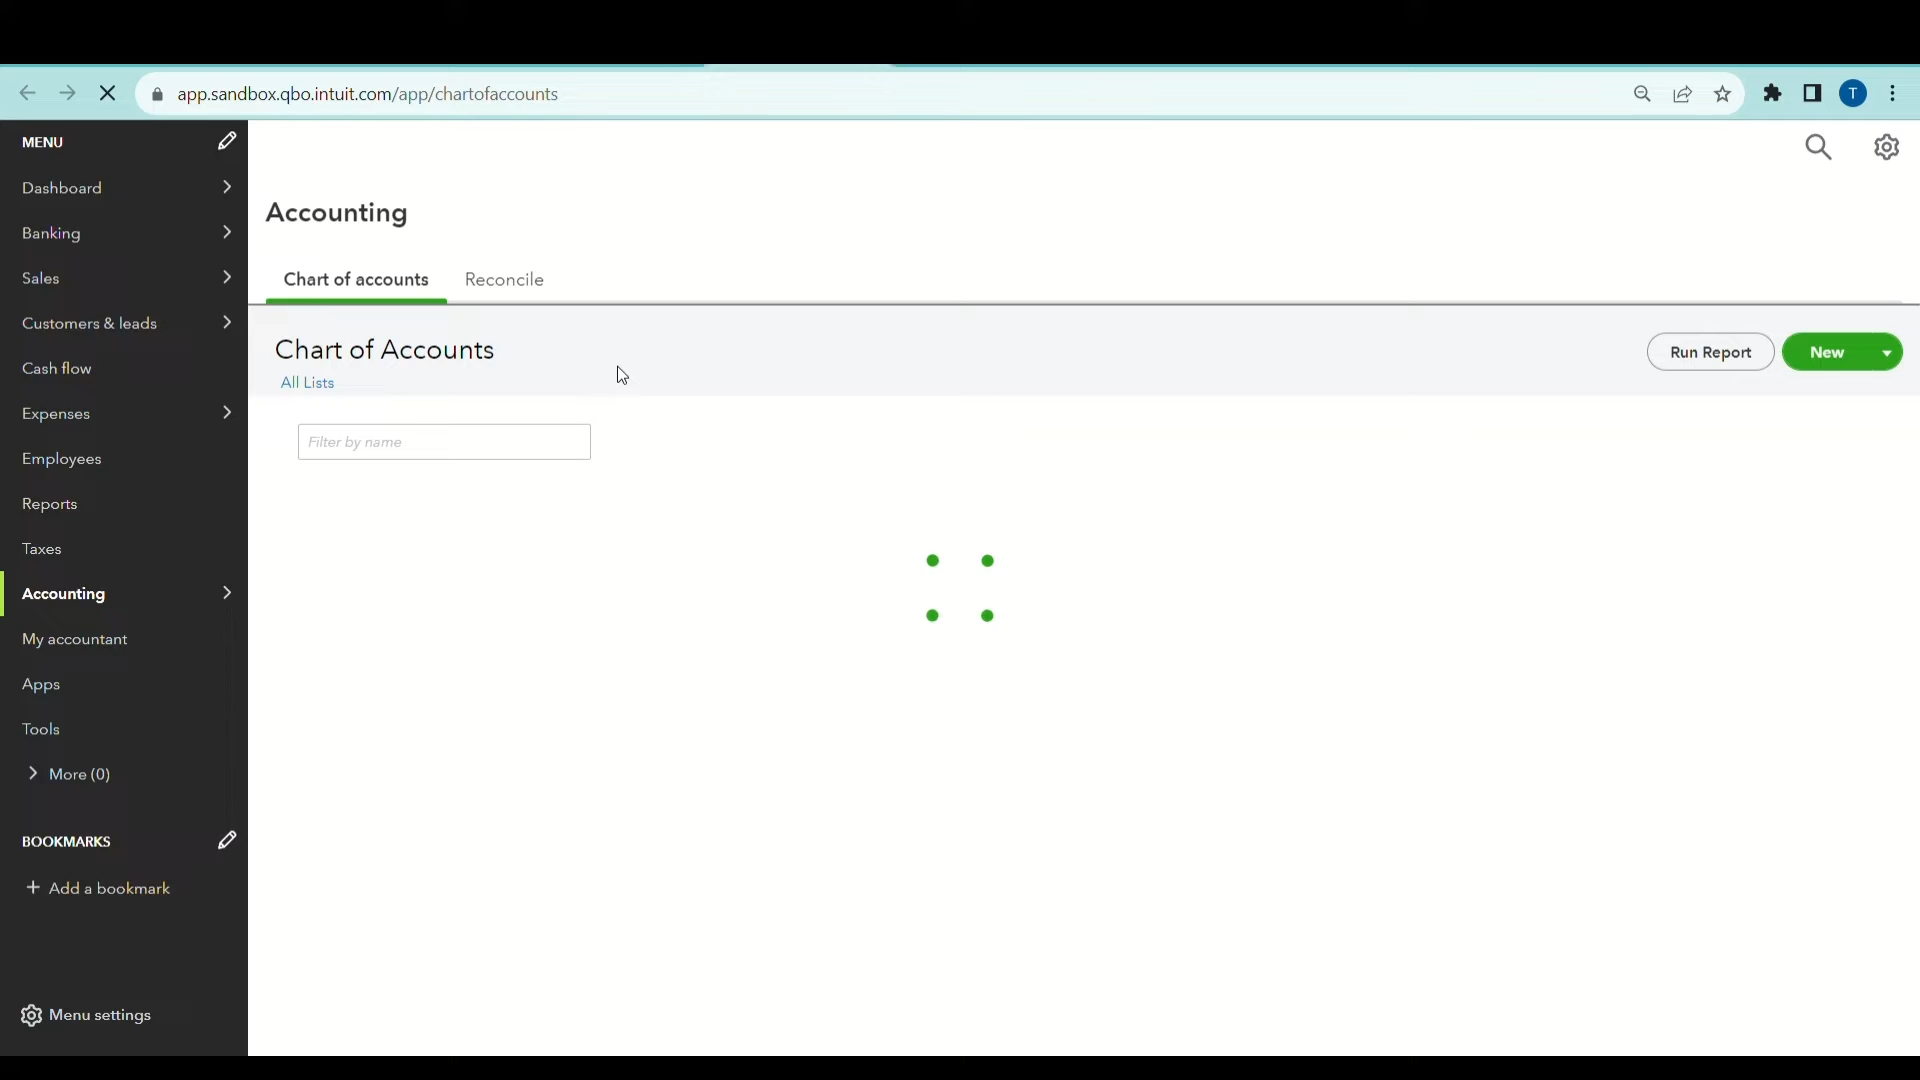 app.sandbox.qbo.intuit.com/app/chartofaccounts
T
MENU
Dashboard
Banking
Sales
Customers & leads
Cash flow
Expenses
Employees
Reports
Taxes
Accounting
My accountant
Apps
Tools
More (0)
BOOKMARKS
+ Add a bookmark
Menu settings
Accounting
Chart of accounts
Reconcile
Chart of Accounts
All Lists
Run Report
New
Filter by name